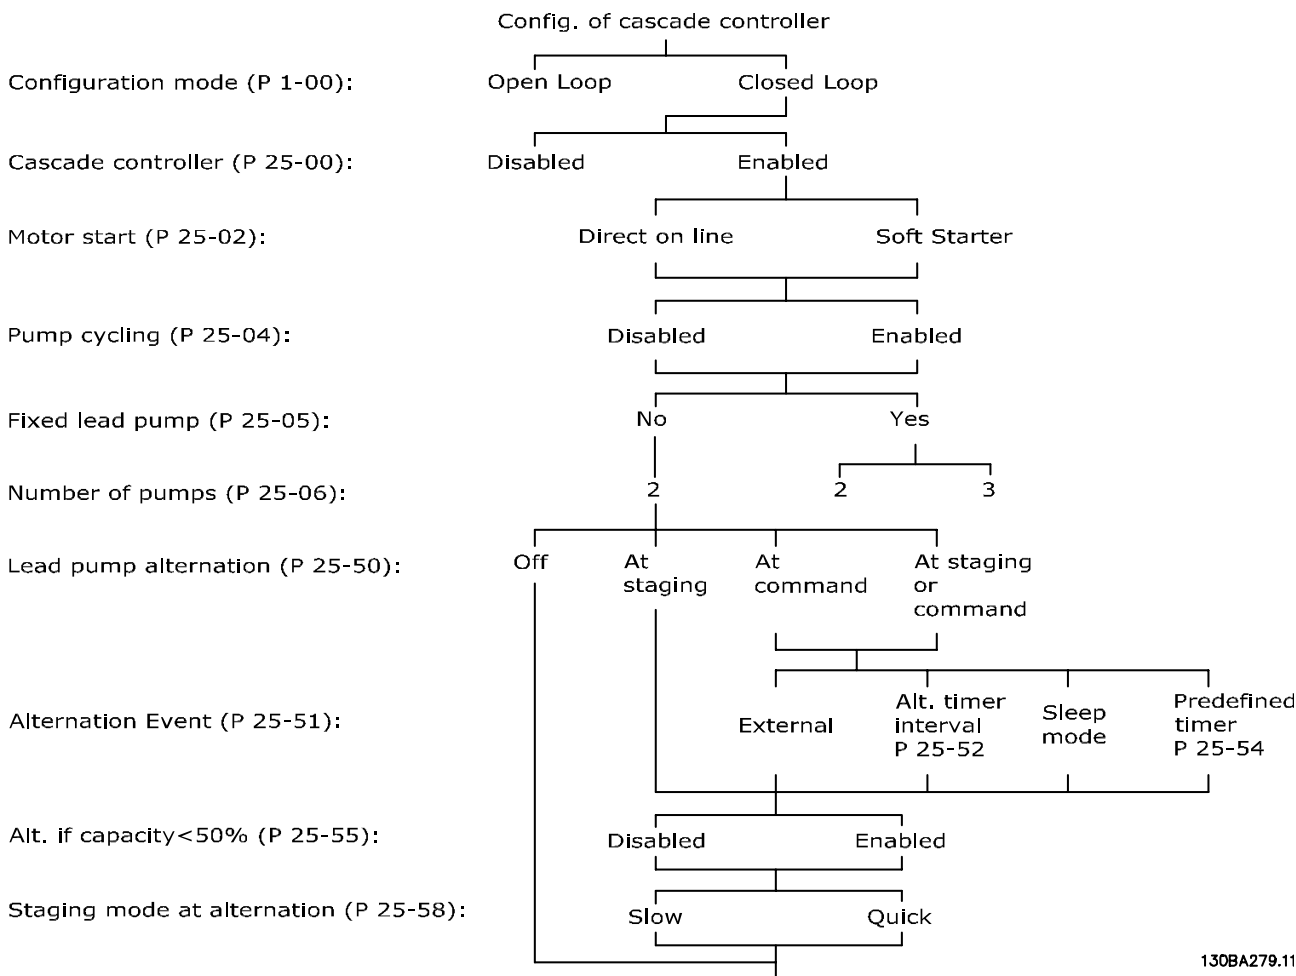 Config. of cascade controller
Configuration mode (P 1-00):
Open Loop
Closed Loop
Cascade controller (P 25-00):
Disabled
Enabled
Motor start (P 25-02):
Direct on line
Soft Starter
Pump cycling (P 25-04):
Disabled
Enabled
Fixed lead pump (P 25-05):
No
Yes
Number of pumps (P 25-06):
2
2
3
Lead pump alternation (P 25-50):
Off
At
staging
At
command
At staging
or
command
Alternation Event (P 25-51):
External
Alt. timer
interval
P 25-52
Sleep
mode
Predefined
timer
P 25-54
Alt. if capacity<50% (P 25-55):
Disabled
Enabled
Staging mode at alternation (P 25-58):
Slow
Quick
130BA279.11